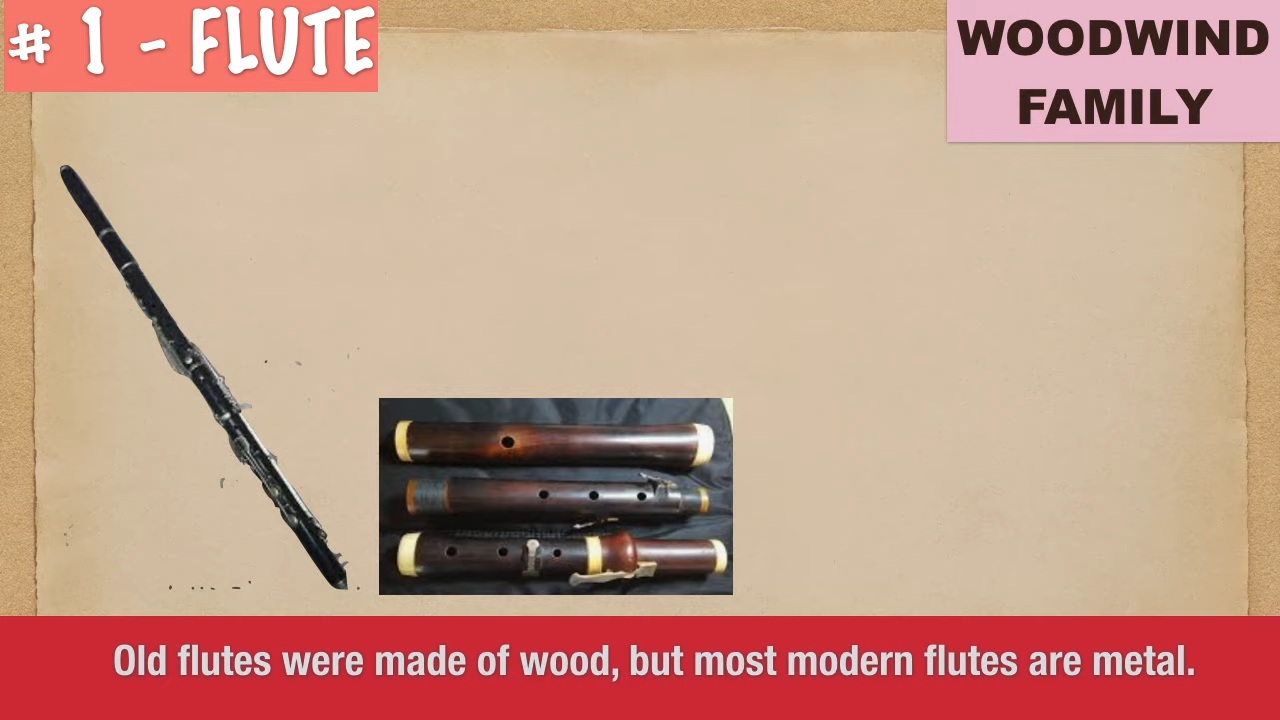 # 1 - FLUTE
WOODWIND
FAMILY
Old flutes were made of wood, but most modern flutes are metal.